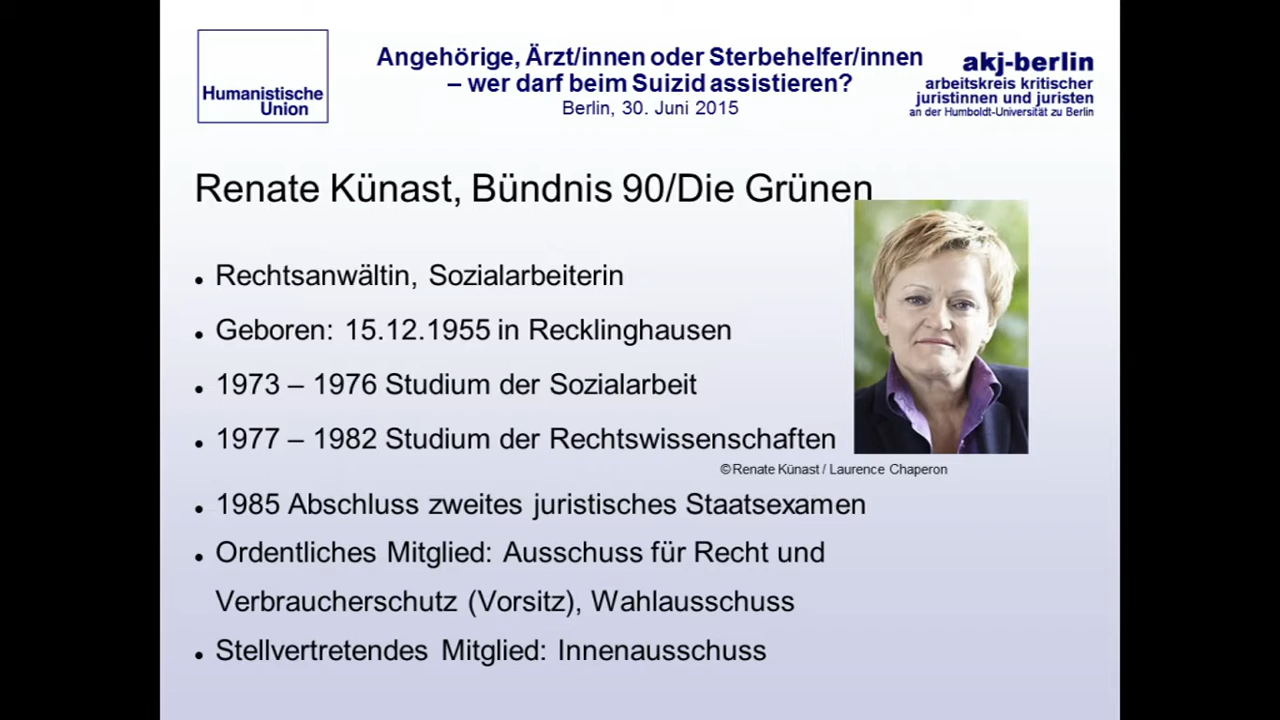 Humanistische
Union
Angehörige, Ärzt/innen oder Sterbehelfer/innen
– wer darf beim Suizid assistieren?
Berlin, 30. Juni 2015
akj-berlin
arbeitskreis kritischer
juristinnen und juristen
an der Humboldt-Universität zu Berlin
Renate Künast, Bündnis 90/Die Grünen
• Rechtsanwältin, Sozialarbeiterin
• Geboren: 15.12.1955 in Recklinghausen
• 1973 – 1976 Studium der Sozialarbeit
• 1977 – 1982 Studium der Rechtswissenschaften
© Renate Künast / Laurence Chaperon
• 1985 Abschluss zweites juristisches Staatsexamen
• Ordentliches Mitglied: Ausschuss für Recht und
Verbraucherschutz (Vorsitz), Wahlausschuss
• Stellvertretendes Mitglied: Innenausschuss